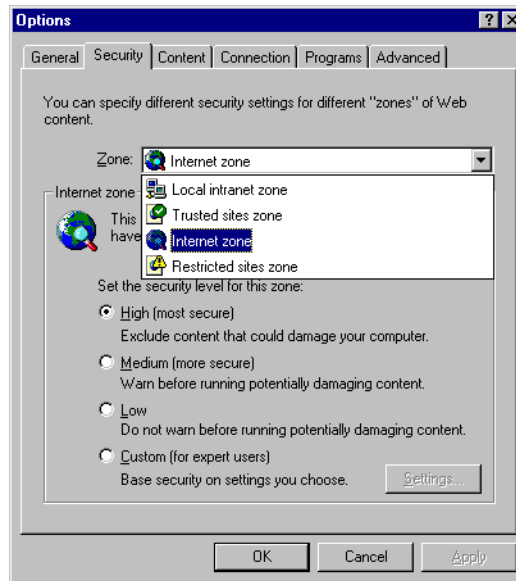 Options
General Security Content Connection Programs Advanced
You can specify different security settings for different "zones" of Web
content.
Zone: Internet zone
Local intranet zone
Internet zone
Trusted sites zone
This
Internet zone
have
Restricted sites zone
Set the security level for this zone:
High (most secure)
Exclude content that could damage your computer.
Medium (more secure)
Warn before running potentially damaging content.
Low
Do not warn before running potentially damaging content.
Custom (for expert users)
Base security on settings you choose. Settings...
OK Cancel Apply